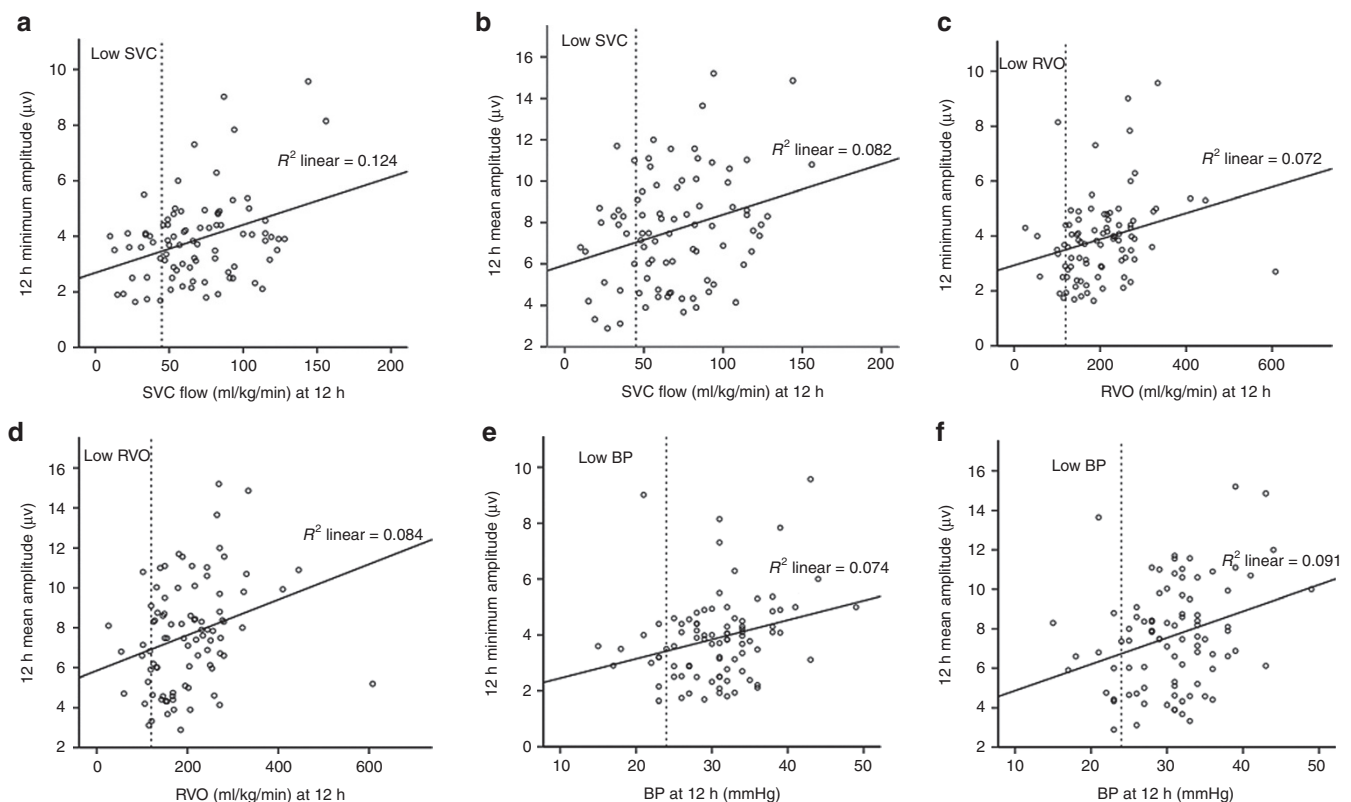 a
Low SVC
12 h minimum amplitude (μv)
10
8
6
4
2
0
R² linear = 0.124
0 50 100 150 200
SVC flow (ml/kg/min) at 12 h
b
Low SVC
12 h mean amplitude (μv)
16
14
12
10
8
6
4
2
R² linear = 0.082
0 50 100 150 200
SVC flow (ml/kg/min) at 12 h
c
Low RVO
12 minimum amplitude (μv)
10
8
6
4
2
0
R² linear = 0.072
0 200 400 600
RVO (ml/kg/min) at 12 h
d
Low RVO
12 h mean amplitude (μv)
16
14
12
10
8
6
4
2
R² linear = 0.084
0 200 400 600
RVO (ml/kg/min) at 12 h
e
Low BP
12 h minimum amplitude (μv)
10
8
6
4
2
0
R² linear = 0.074
10 20 30 40 50
BP at 12 h (mmHg)
f
Low BP
12 h mean amplitude (μv)
16
14
12
10
8
6
4
2
R² linear = 0.091
10 20 30 40 50
BP at 12 h (mmHg)